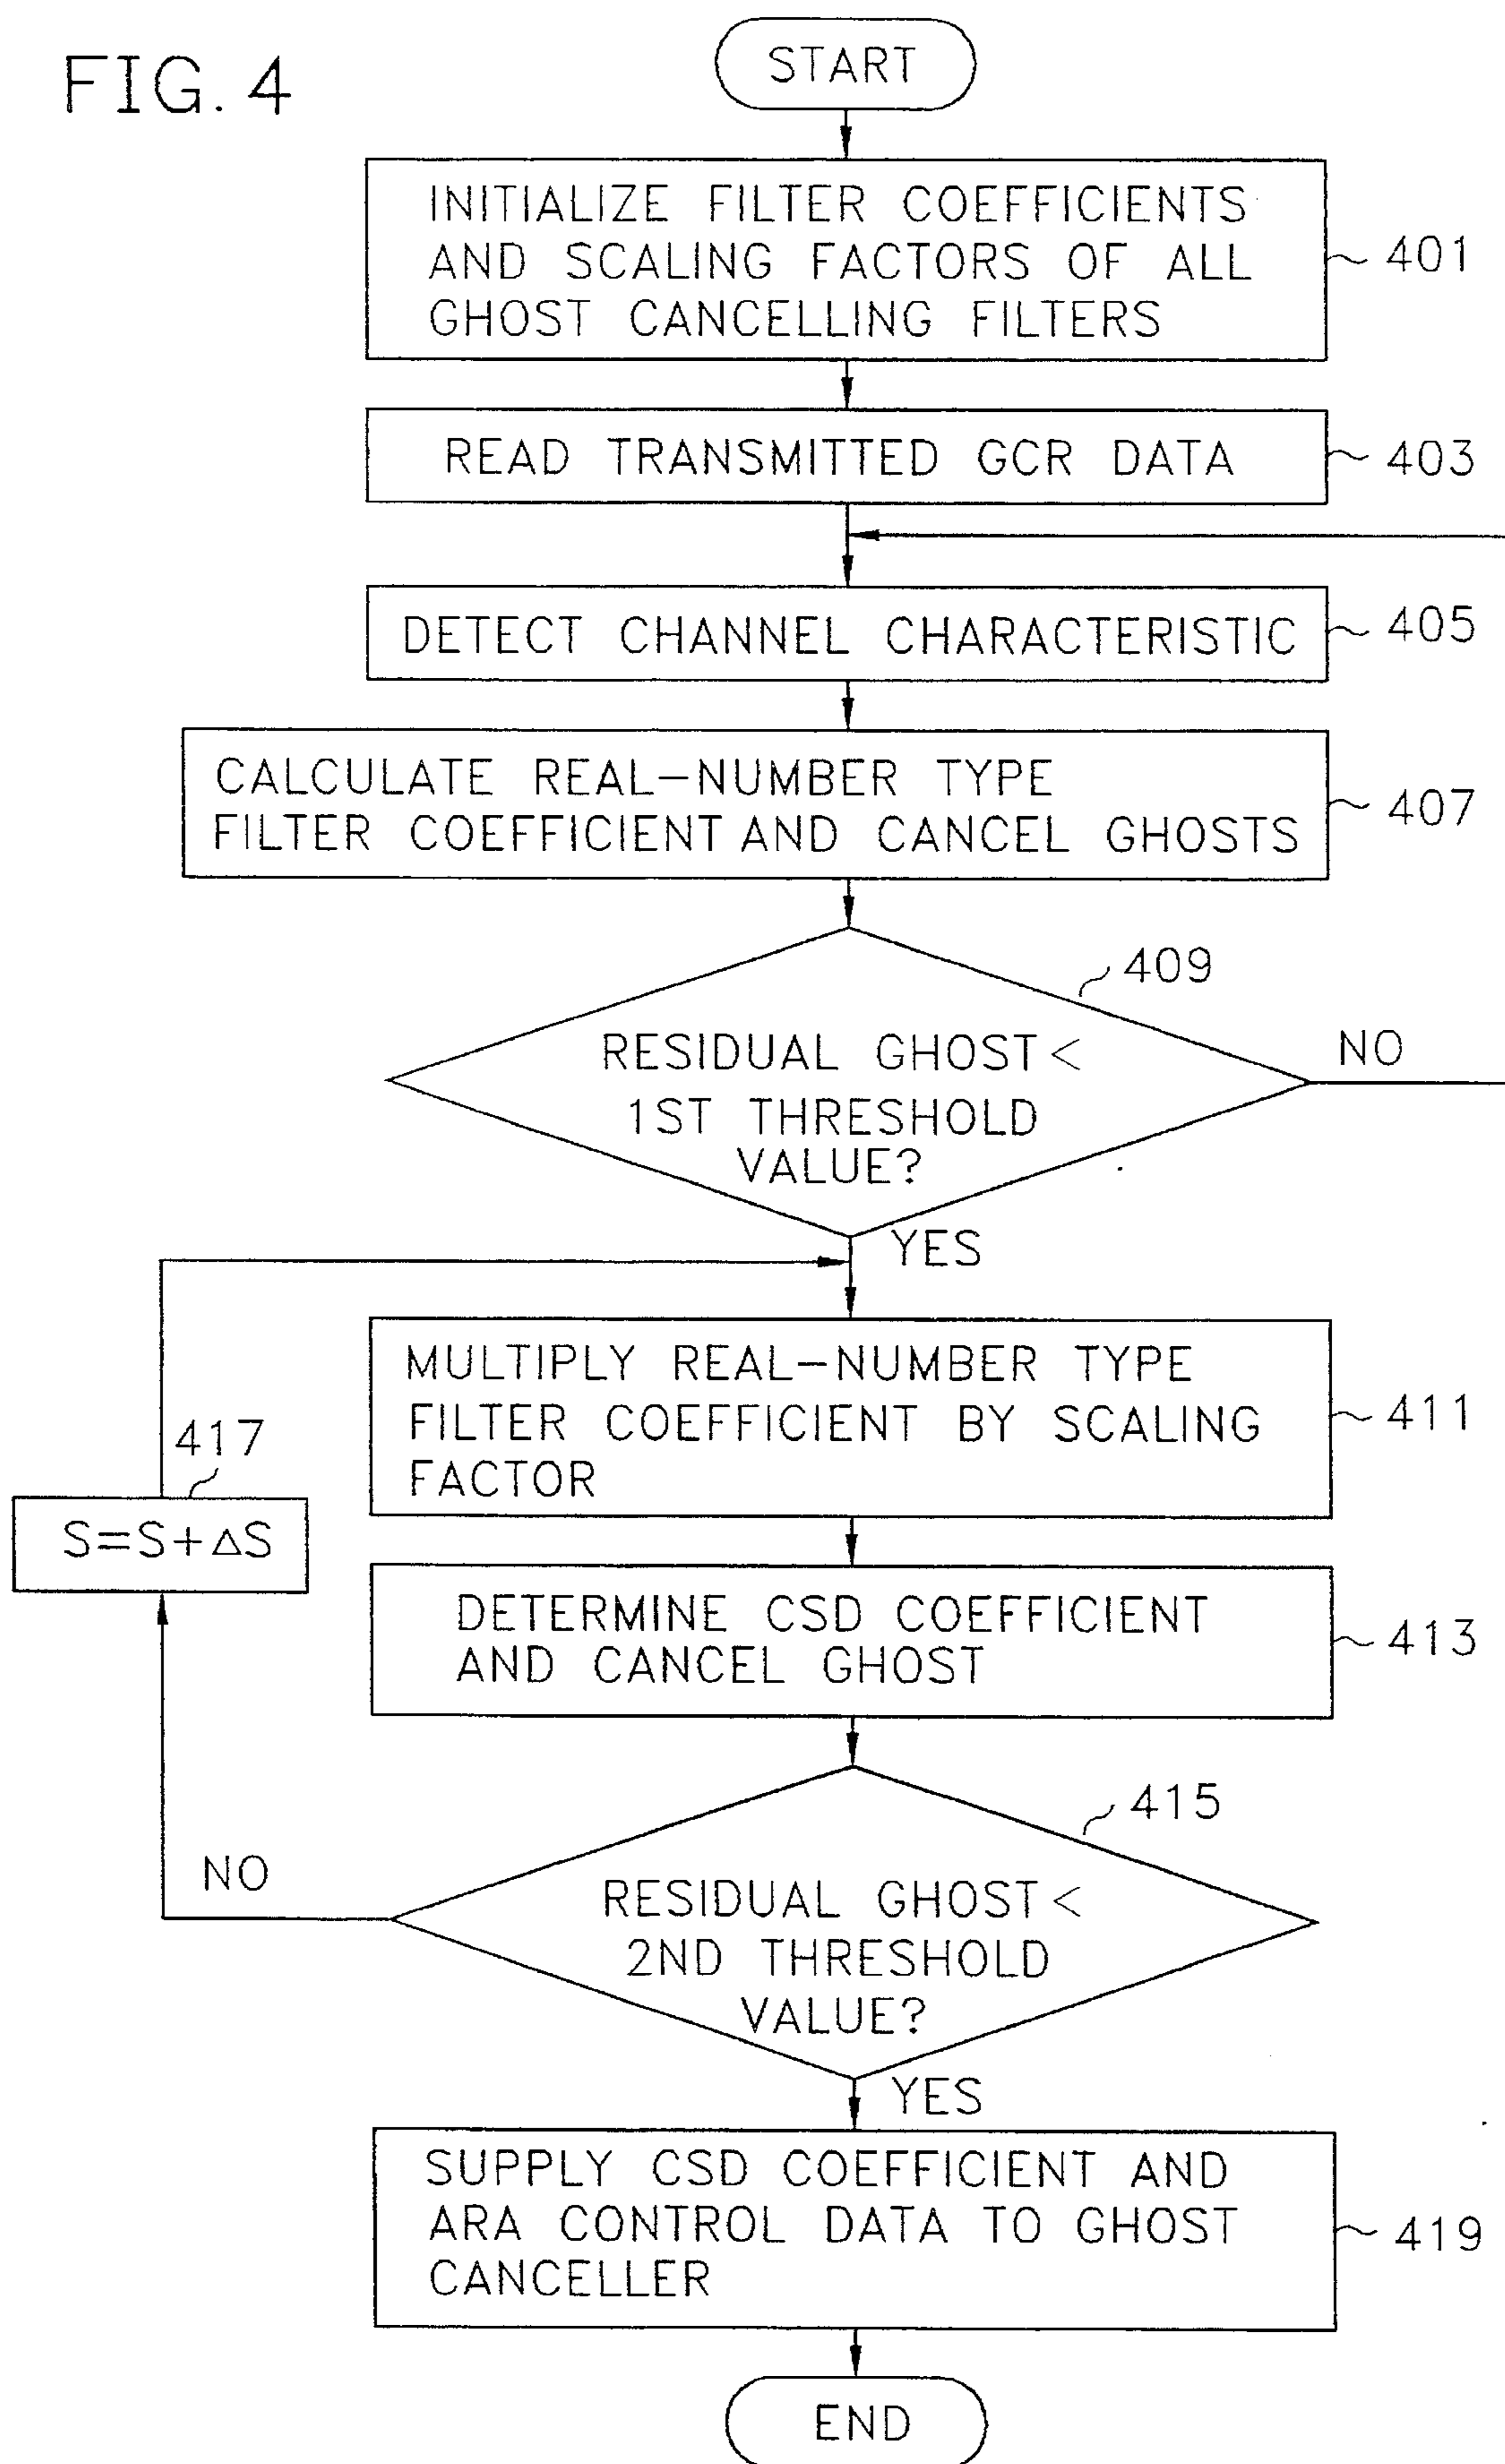 FIG. 4
START
INITIALIZE FILTER COEFFICIENTS
AND SCALING FACTORS OF ALL
GHOST CANCELLING FILTERS
401
READ TRANSMITTED GCR DATA
403
DETECT CHANNEL CHARACTERISTIC
405
CALCULATE REAL-NUMBER TYPE
FILTER COEFFICIENT AND CANCEL GHOSTS
407
409
RESIDUAL GHOST <
1ST THRESHOLD
VALUE?
NO
YES
MULTIPLY REAL-NUMBER TYPE
FILTER COEFFICIENT BY SCALING
FACTOR
411
417
S=S+△S
DETERMINE CSD COEFFICIENT
AND CANCEL GHOST
413
415
NO
RESIDUAL GHOST <
2ND THRESHOLD
VALUE?
YES
SUPPLY CSD COEFFICIENT AND
ARA CONTROL DATA TO GHOST
CANCELLER
419
END